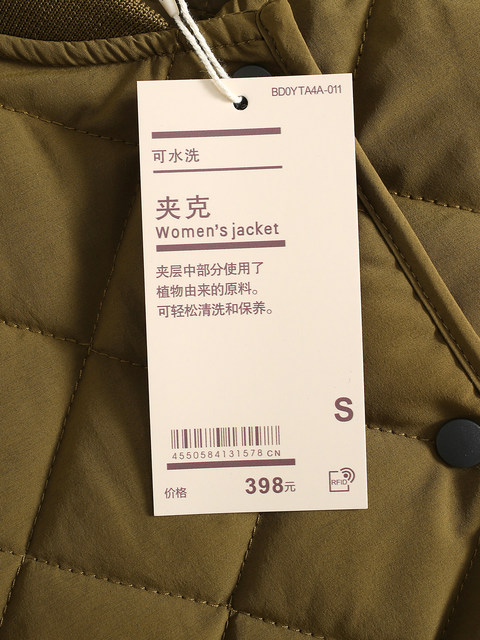 BD0YTA4A-011
可水洗
夹克
Women's jacket
夹层中部分使用了
植物由来的原料。
可轻松清洗和保养。
S
4550584131578 CN
价格 398元
RFID